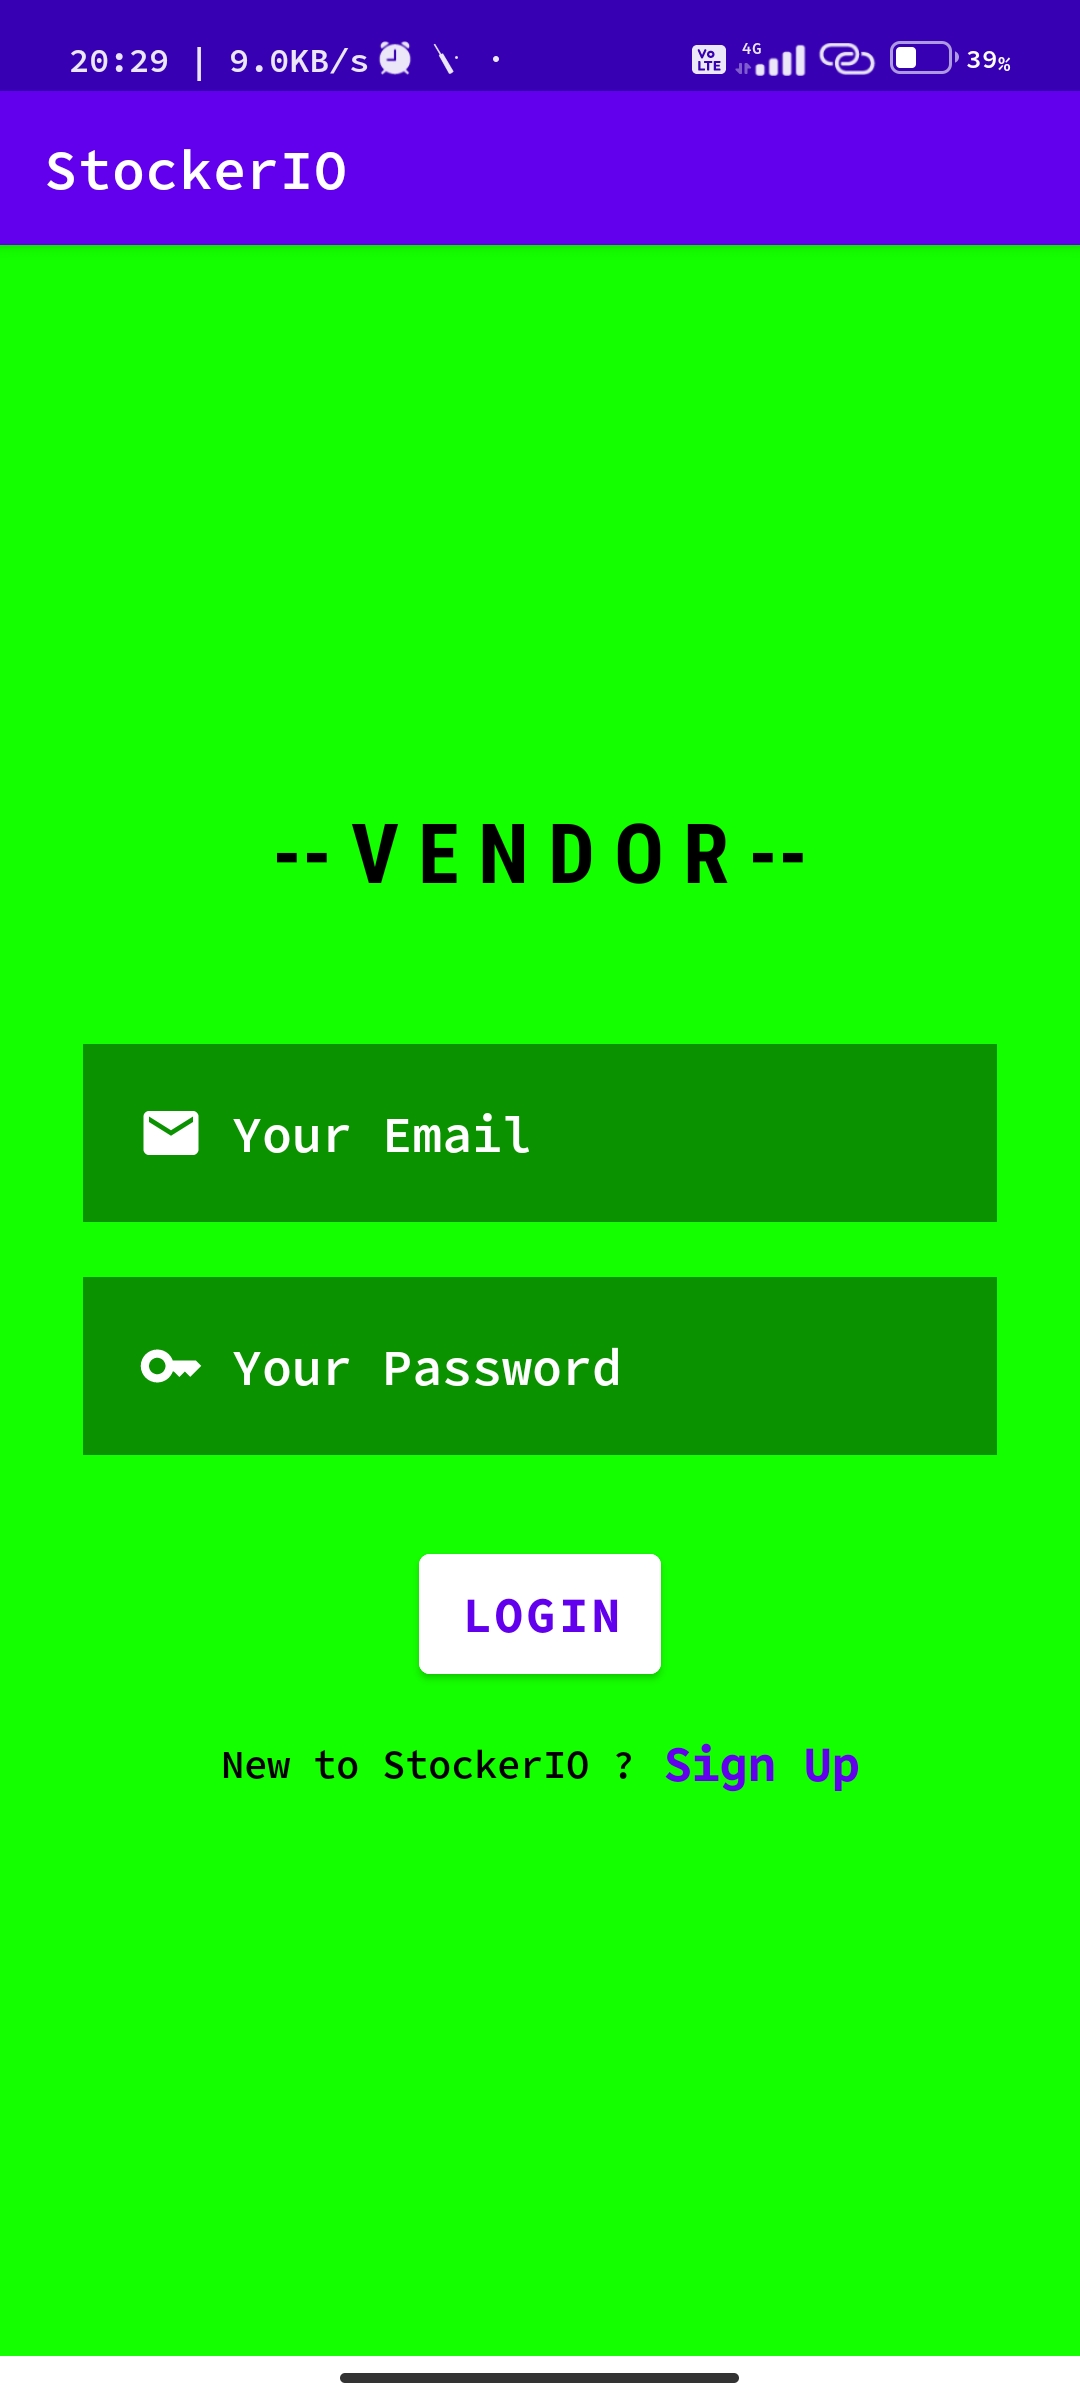 20:29 | 9.0KB/s Vo LTE 4G 39%
StockerIO
--VENDOR--
Your Email
Your Password
LOGIN
New to StockerIO ? Sign Up